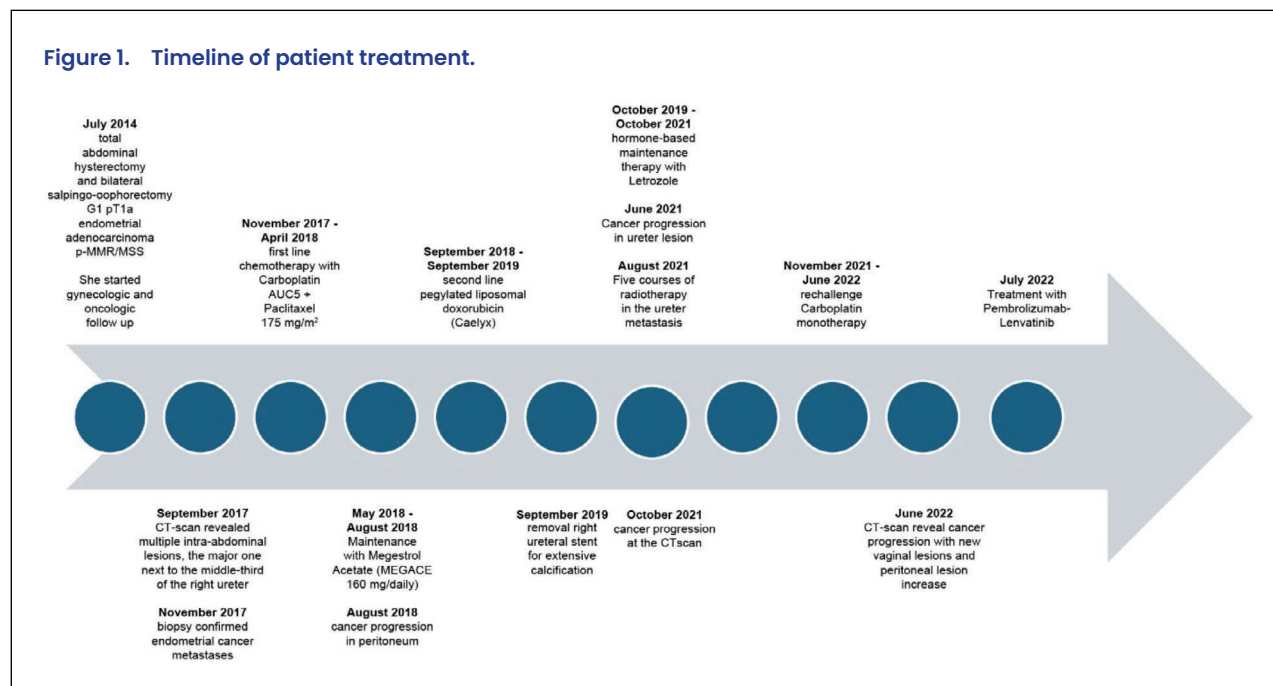 Figure 1. Timeline of patient treatment.
July 2014
total
abdominal
hysterectomy
and bilateral
salpingo-oophorectomy
G1 pT1a
endometrial
adenocarcinoma
p-MMR/MSS
She started
gynecologic and
oncologic
follow up
November 2017 -
April 2018
first line
chemotherapy with
Carboplatin
AUC5 +
Paclitaxel
175 mg/m²
September 2018 -
September 2019
second line
pegylated liposomal
doxorubicin
(Caelyx)
October 2019 -
October 2021
hormone-based
maintenance
therapy with
Letrozole
June 2021
Cancer progression
in ureter lesion
August 2021
Five courses of
radiotherapy
in the ureter
metastasis
November 2021 -
June 2022
rechallenge
Carboplatin
monotherapy
July 2022
Treatment with
Pembrolizumab-
Lenvatinib
September 2017
CT-scan revealed
multiple intra-abdominal
lesions, the major one
next to the middle-third
of the right ureter
November 2017
biopsy confirmed
endometrial cancer
metastases
May 2018 -
August 2018
Maintenance
with Megestrol
Acetate (MEGACE
160 mg/daily)
August 2018
cancer progression
in peritoneum
September 2019
removal right
ureteral stent
for extensive
calcification
October 2021
cancer progression
at the CTscan
June 2022
CT-scan reveal cancer
progression with new
vaginal lesions and
peritoneal lesion
increase